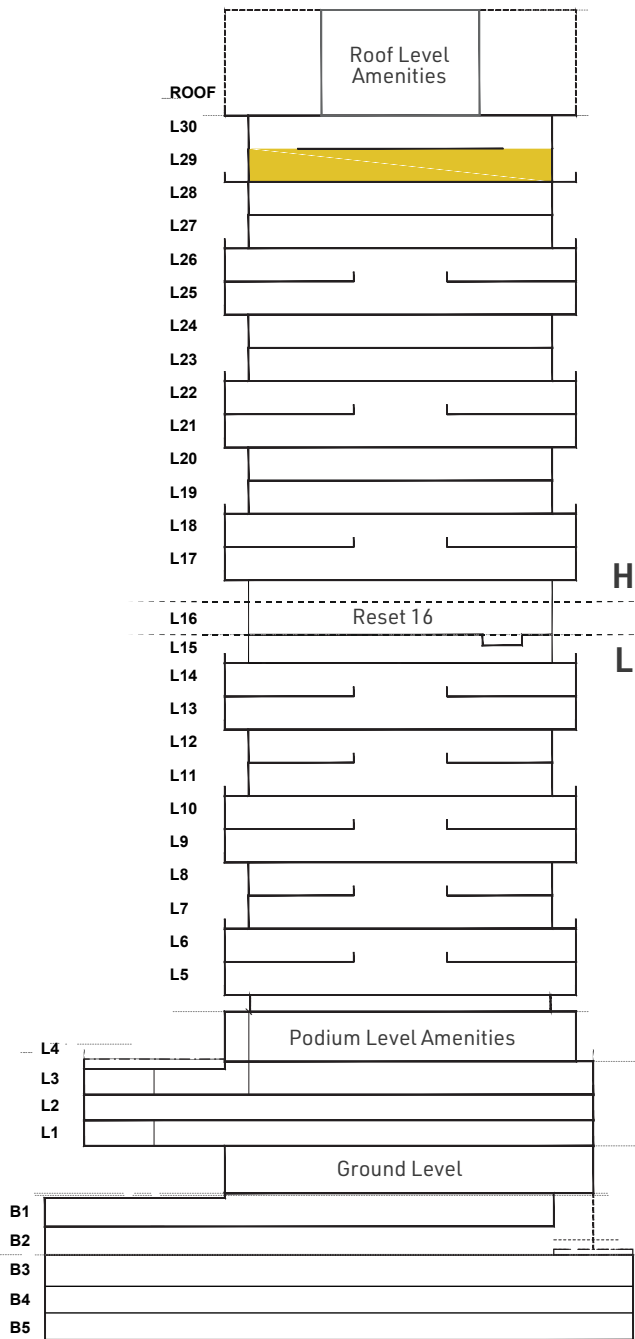 Roof Level
Amenities
ROOF
L30
L29
L28
L27
L26
L25
L24
L23
L22
L21
L20
L19
L18
L17
H
L16 Reset 16
L15
L
L14
L13
L12
L11
L10
L9
L8
L7
L6
L5
Podium Level Amenities
L4
L3
L2
L1
Ground Level
B1
B2
B3
B4
B5